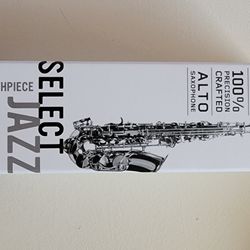 HPIECE
SELECT
JAZZ
100%
PRECISION
CRAFTED
ALTO
SAXOPHONE